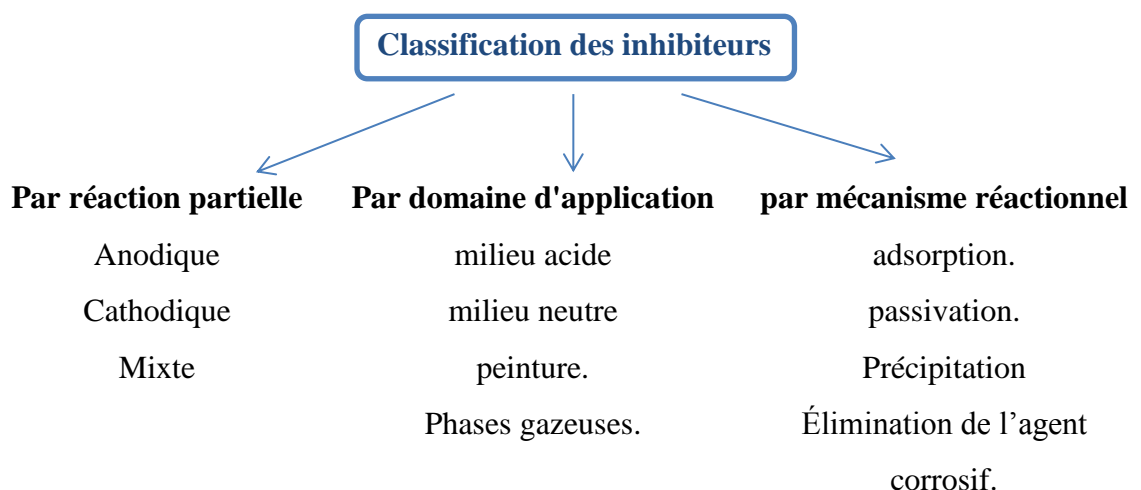 Classification des inhibiteurs
Par réaction partielle
Anodique
Cathodique
Mixte
Par domaine d'application
milieu acide
milieu neutre
peinture.
Phases gazeuses.
par mécanisme réactionnel
adsorption.
passivation.
Précipitation
Élimination de l’agent
corrosif.